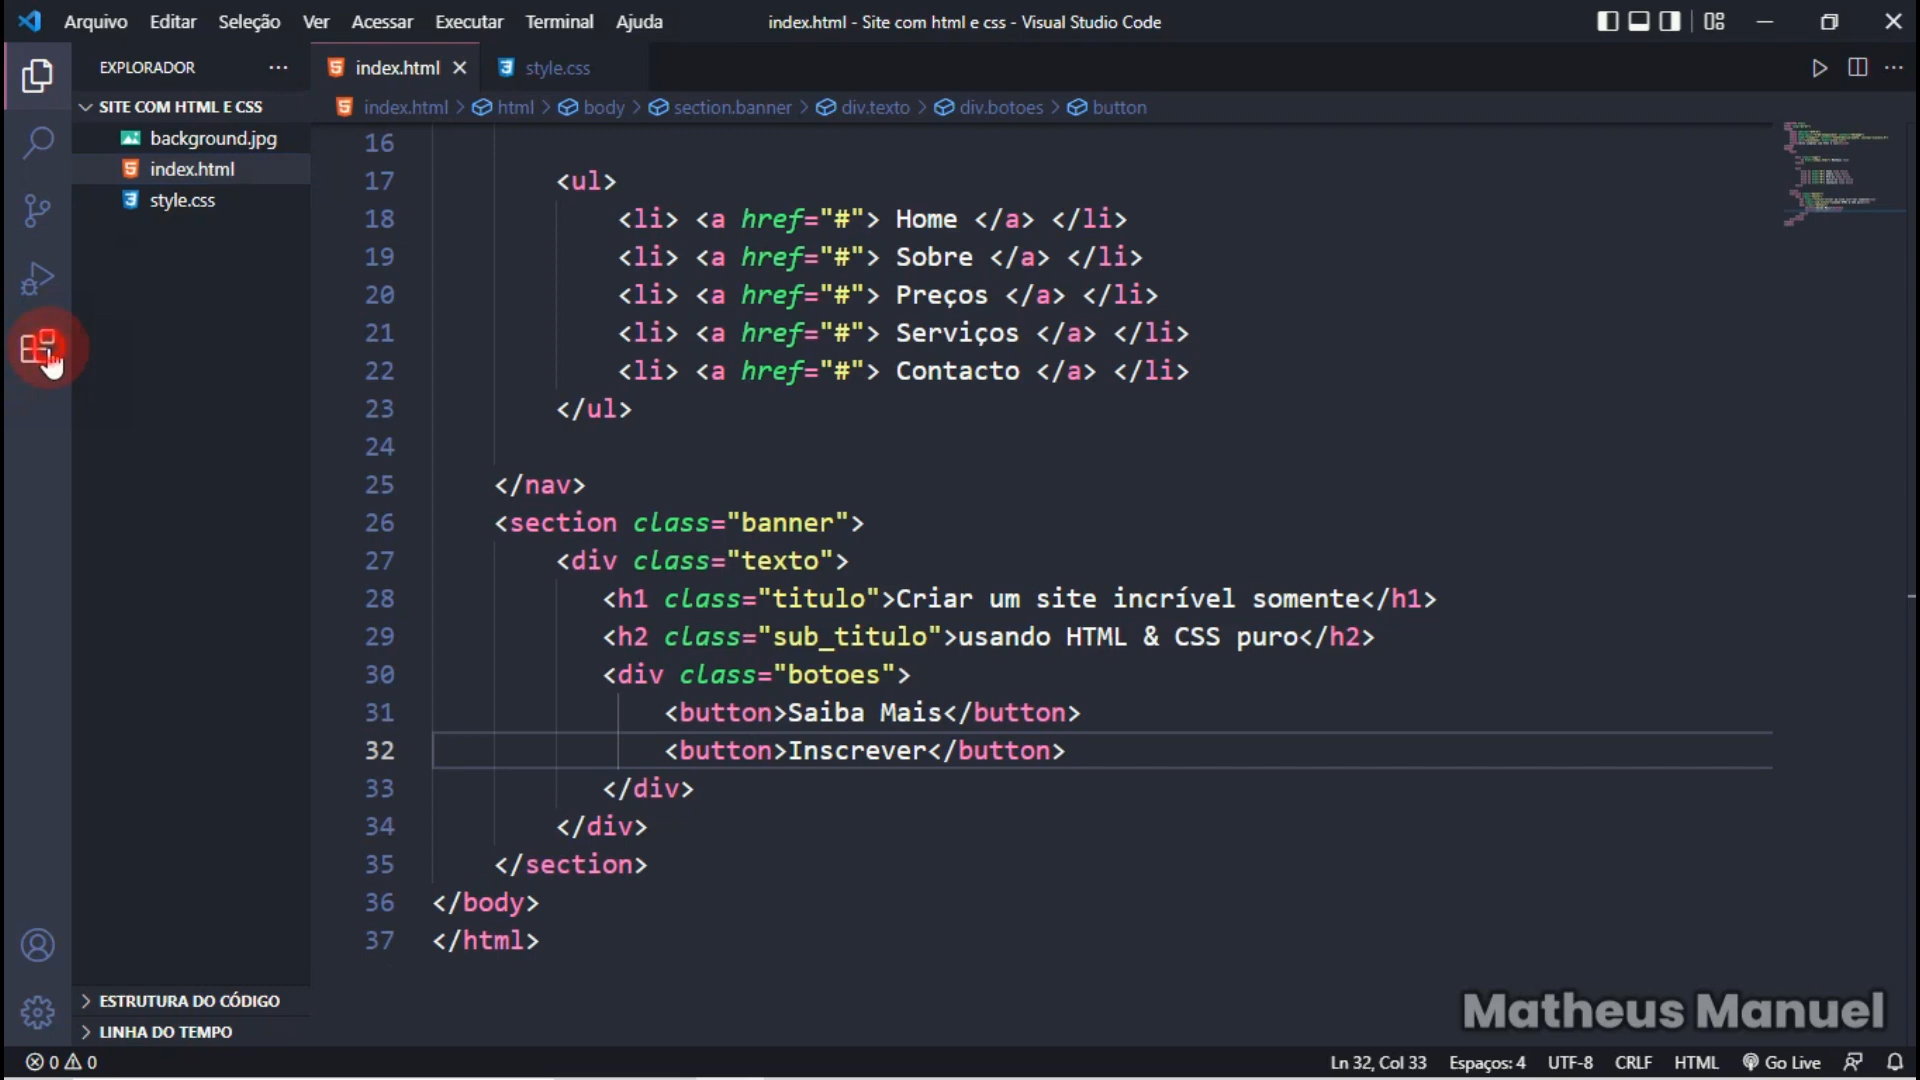 Arquivo Editar Seleção Ver Acessar Executar Terminal Ajuda
index.html - Site com html e css - Visual Studio Code
EXPLORADOR ···
index.html
style.css
SITE COM HTML E CSS
background.jpg
index.html
style.css
index.html > html > body > section.banner > div.texto > div.botoes > button
16
17 <ul>
18 <li> <a href="#"> Home </a> </li>
19 <li> <a href="#"> Sobre </a> </li>
20 <li> <a href="#"> Preços </a> </li>
21 <li> <a href="#"> Serviços </a> </li>
22 <li> <a href="#"> Contacto </a> </li>
23 </ul>
24
25 </nav>
26 <section class="banner">
27 <div class="texto">
28 <h1 class="titulo">Criar um site incrível somente</h1>
29 <h2 class="sub_titulo">usando HTML & CSS puro</h2>
30 <div class="botoes">
31 <button>Saiba Mais</button>
32 <button>Inscrever</button>
33 </div>
34 </div>
35 </section>
36 </body>
37 </html>
ESTRUTURA DO CÓDIGO
LINHA DO TEMPO
Matheus Manuel
0 0
Ln 32, Col 33 Espaços: 4 UTF-8 CRLF HTML Go Live